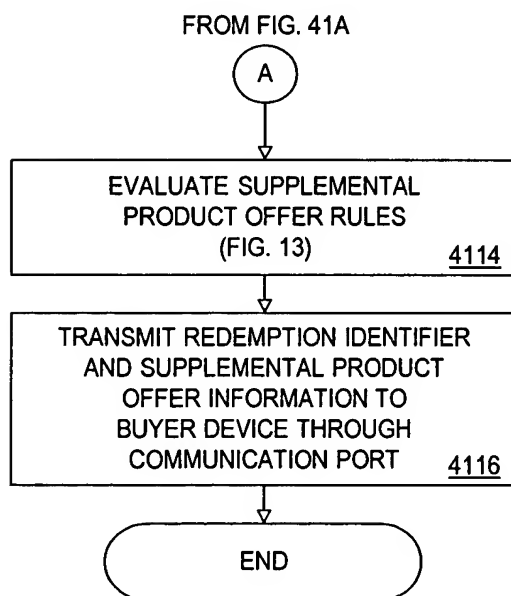 FROM FIG. 41A
A
EVALUATE SUPPLEMENTAL
PRODUCT OFFER RULES
(FIG. 13)
4114
TRANSMIT REDEMPTION IDENTIFIER
AND SUPPLEMENTAL PRODUCT
OFFER INFORMATION TO
BUYER DEVICE THROUGH
COMMUNICATION PORT
4116
END